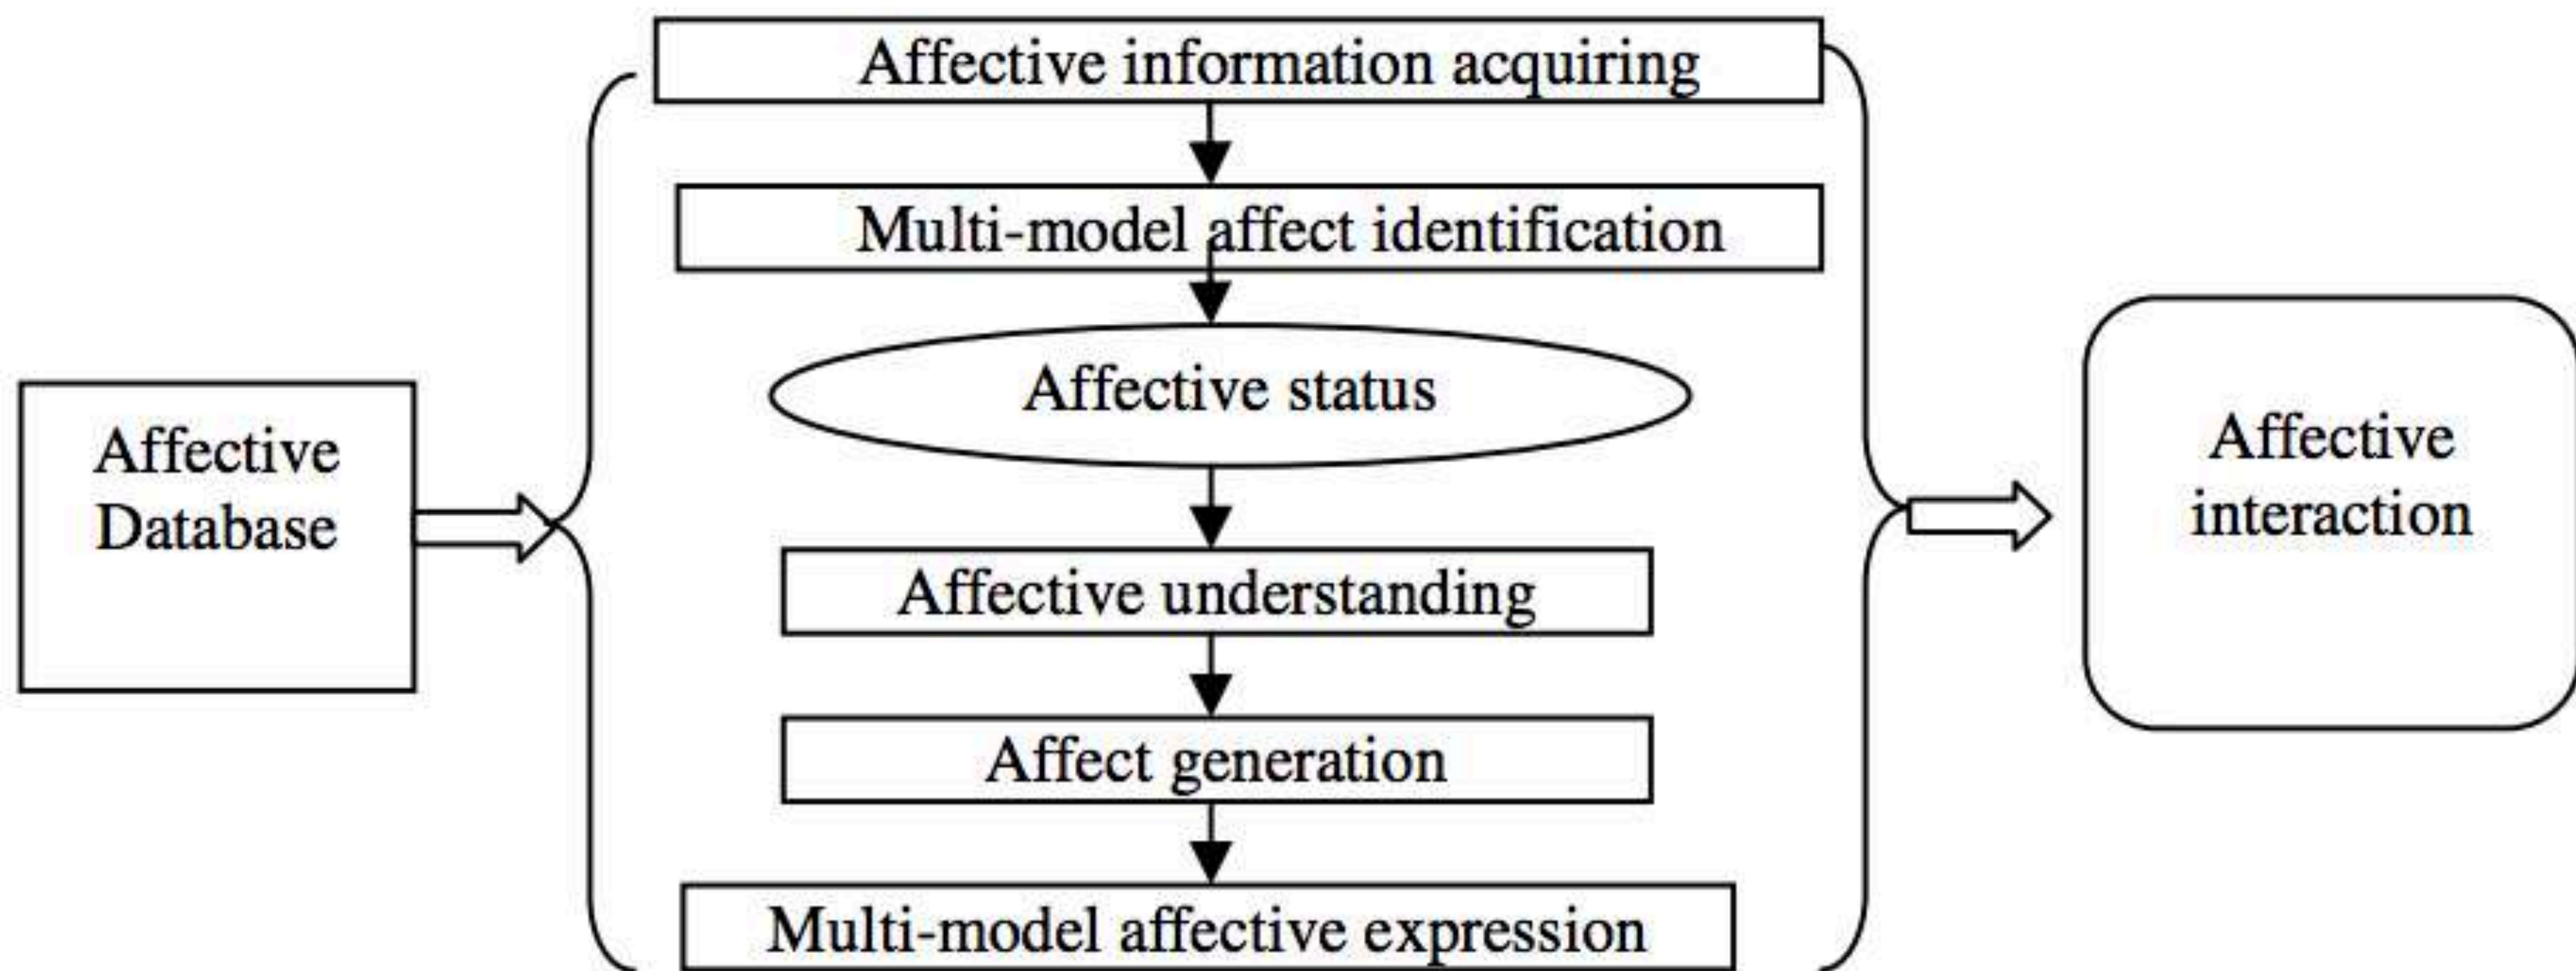 Affective information acquiring
Multi-model affect identification
Affective status
Affective
Database
Affective
interaction
Affective understanding
Affect generation
Multi-model affective expression